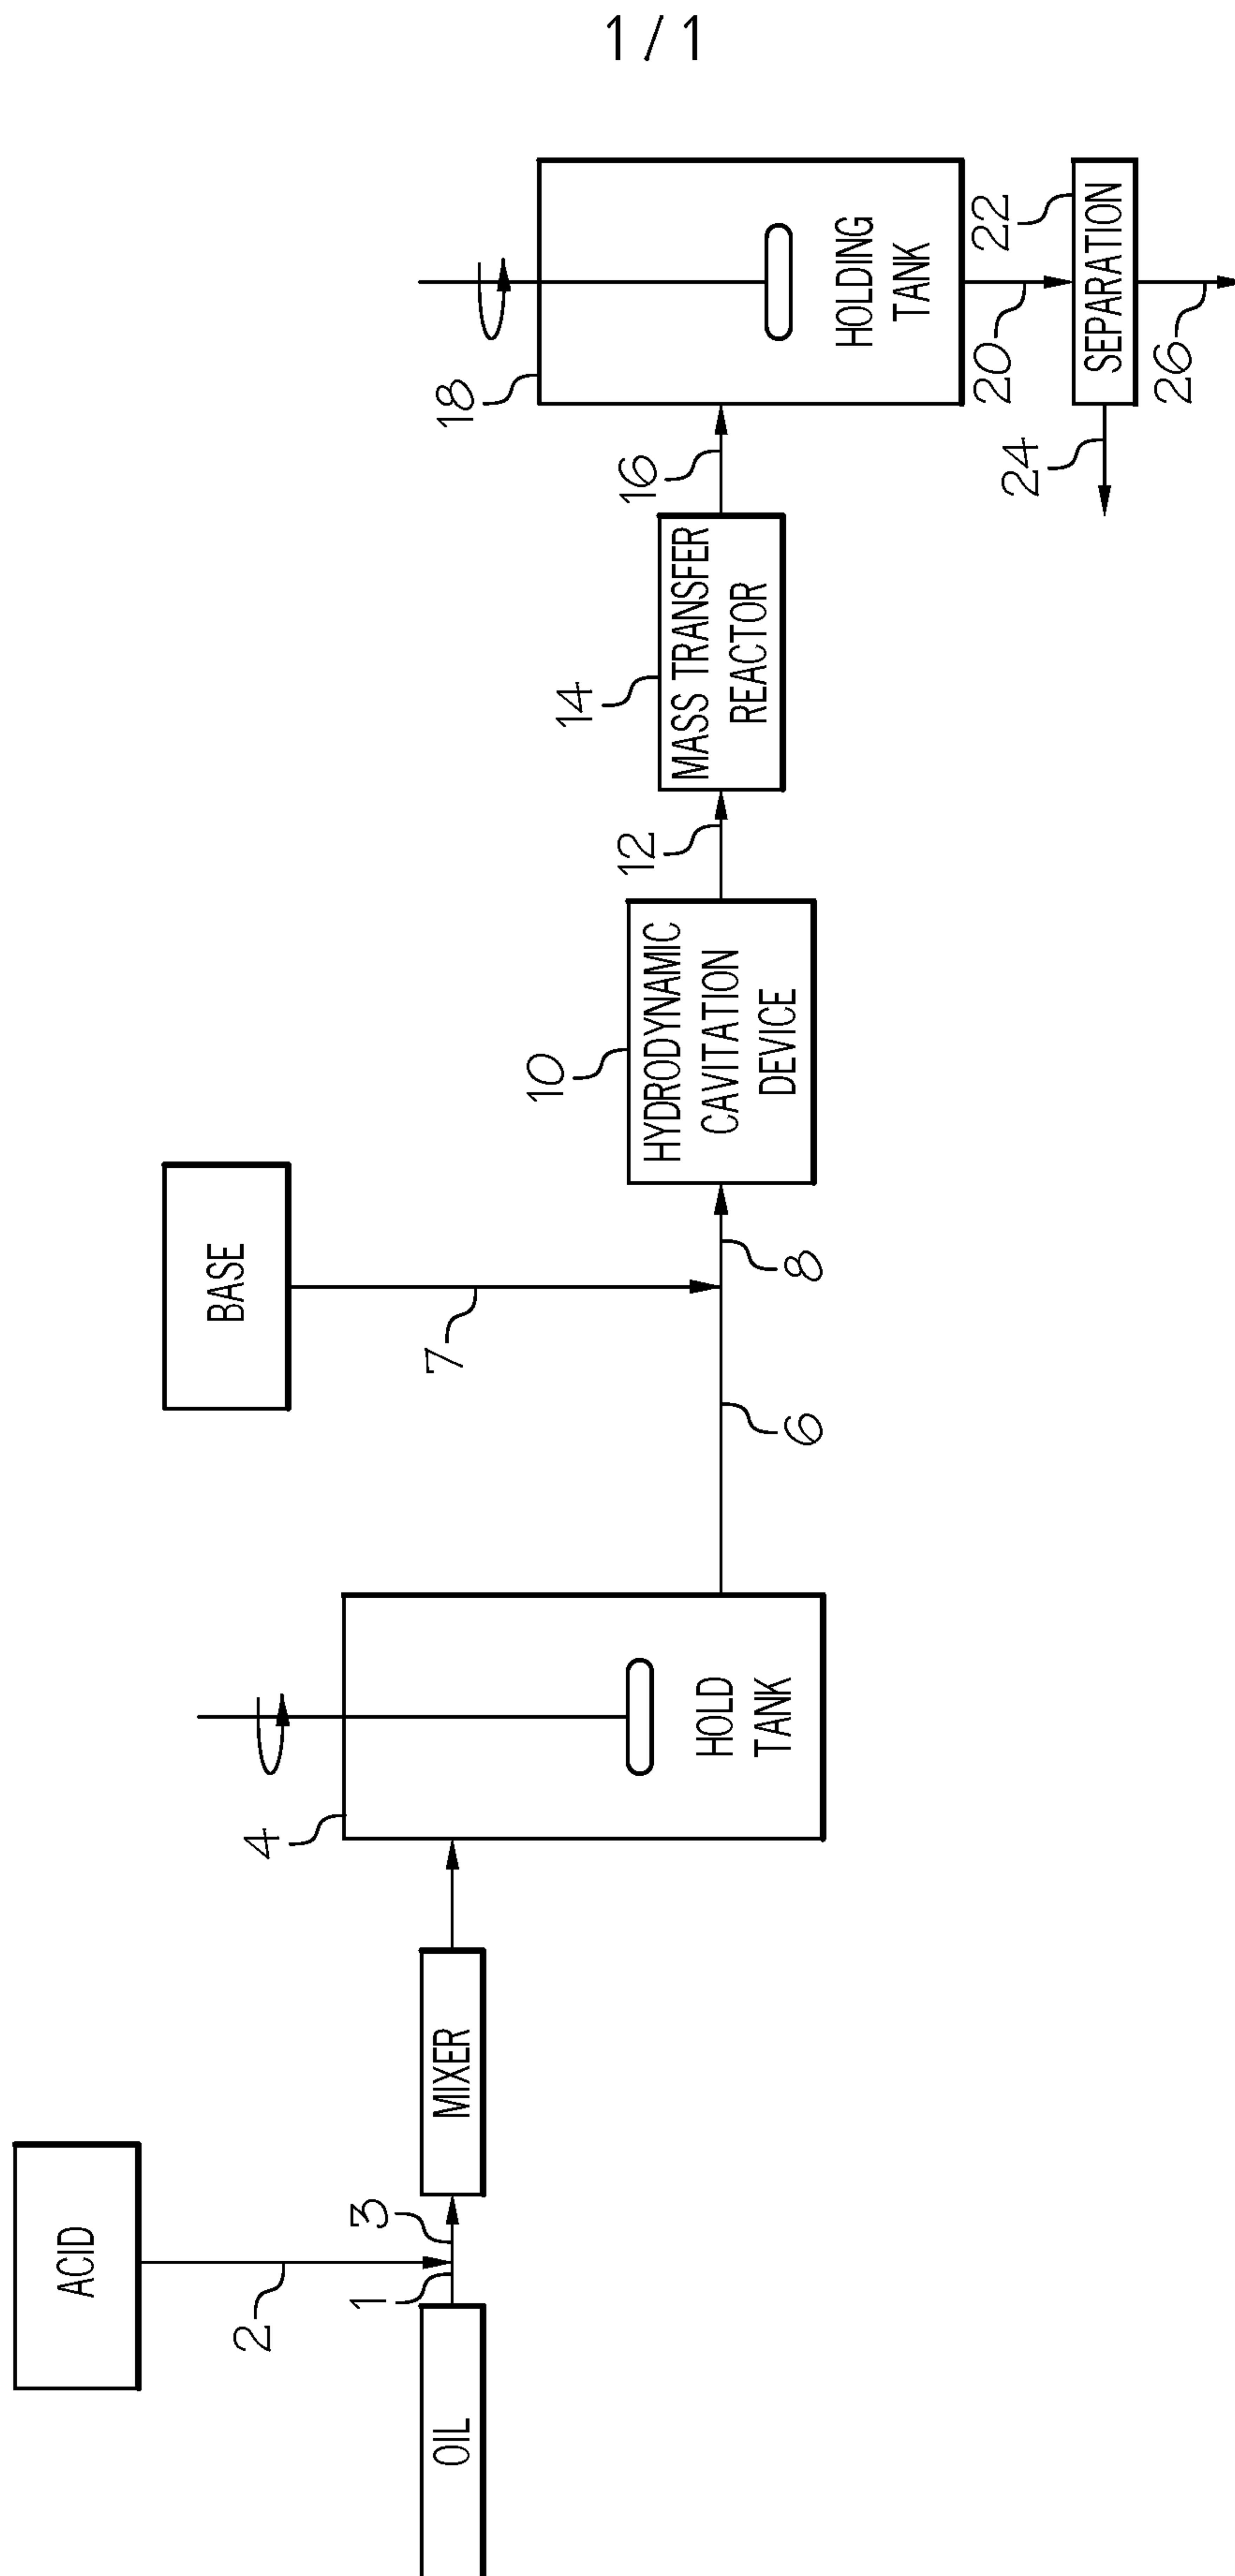 1/1
ACID
2
OIL
1
3
MIXER
4
HOLD
TANK
6
BASE
7
8
10
HYDRODYNAMIC
CAVITATION
DEVICE
12
14
MASS TRANSFER
REACTOR
16
18
HOLDING
TANK
20
22
SEPARATION
24
26